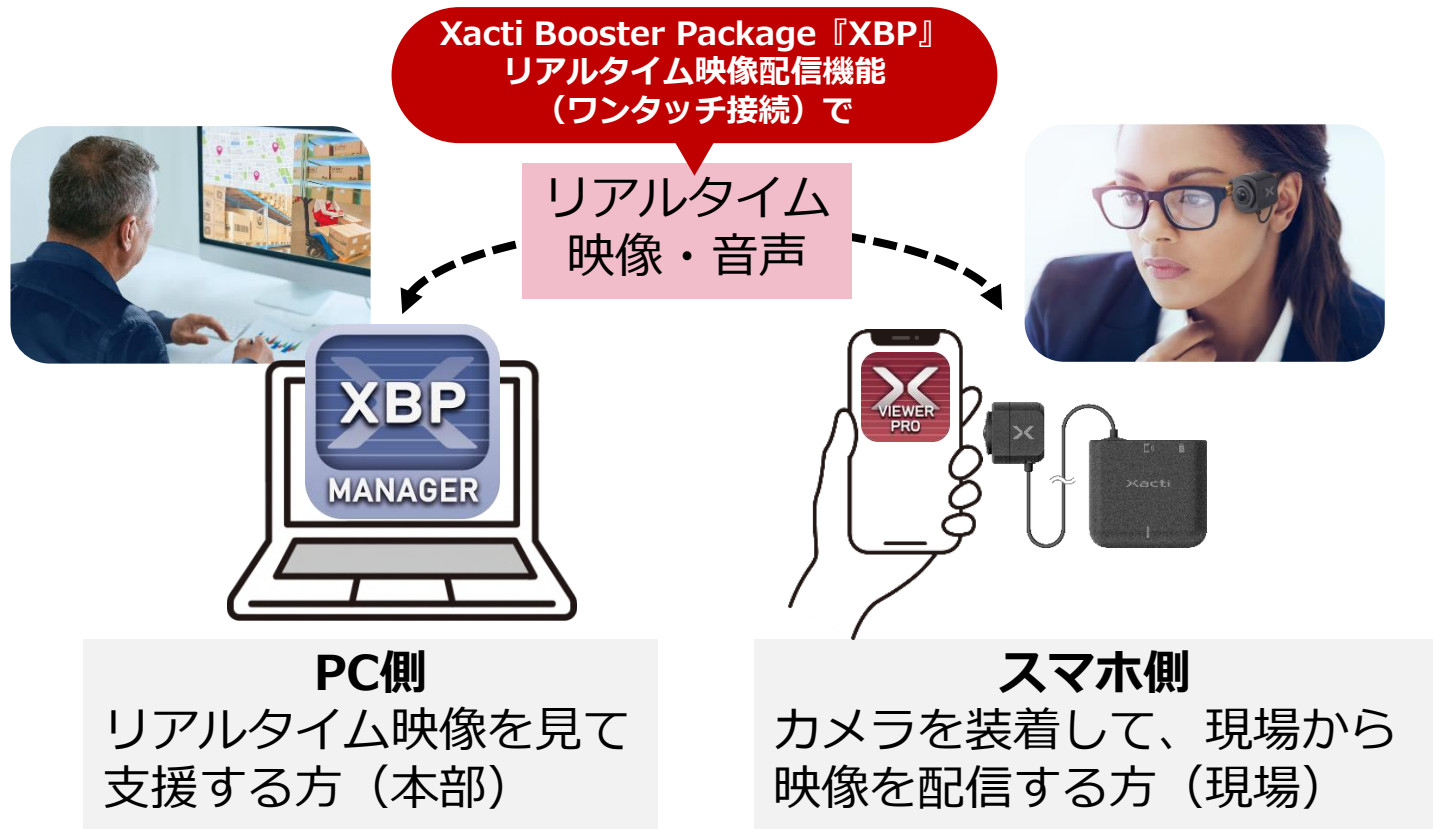 Xacti Booster Package『XBP』
リアルタイム映像配信機能
（ワンタッチ接続）で
リアルタイム
映像・音声
XBP
MANAGER
VIEWER
PRO
Xacti
PC側
リアルタイム映像を見て
支援する方（本部）
スマホ側
カメラを装着して、現場から
映像を配信する方（現場）